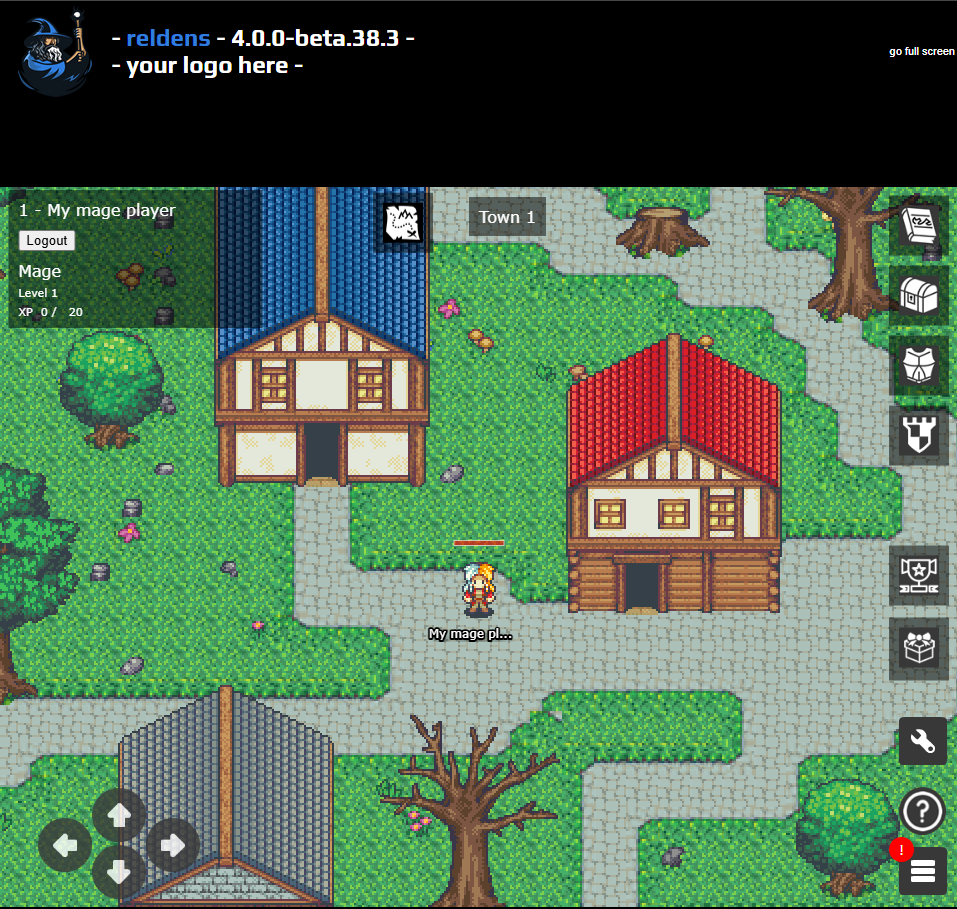 - reldens - 4.0.0-beta.38.3 -
- your logo here -
go full screen
1 - My mage player
Town 1
Logout
Mage
Level 1
XP 0 / 20
My mage pl...
?
!